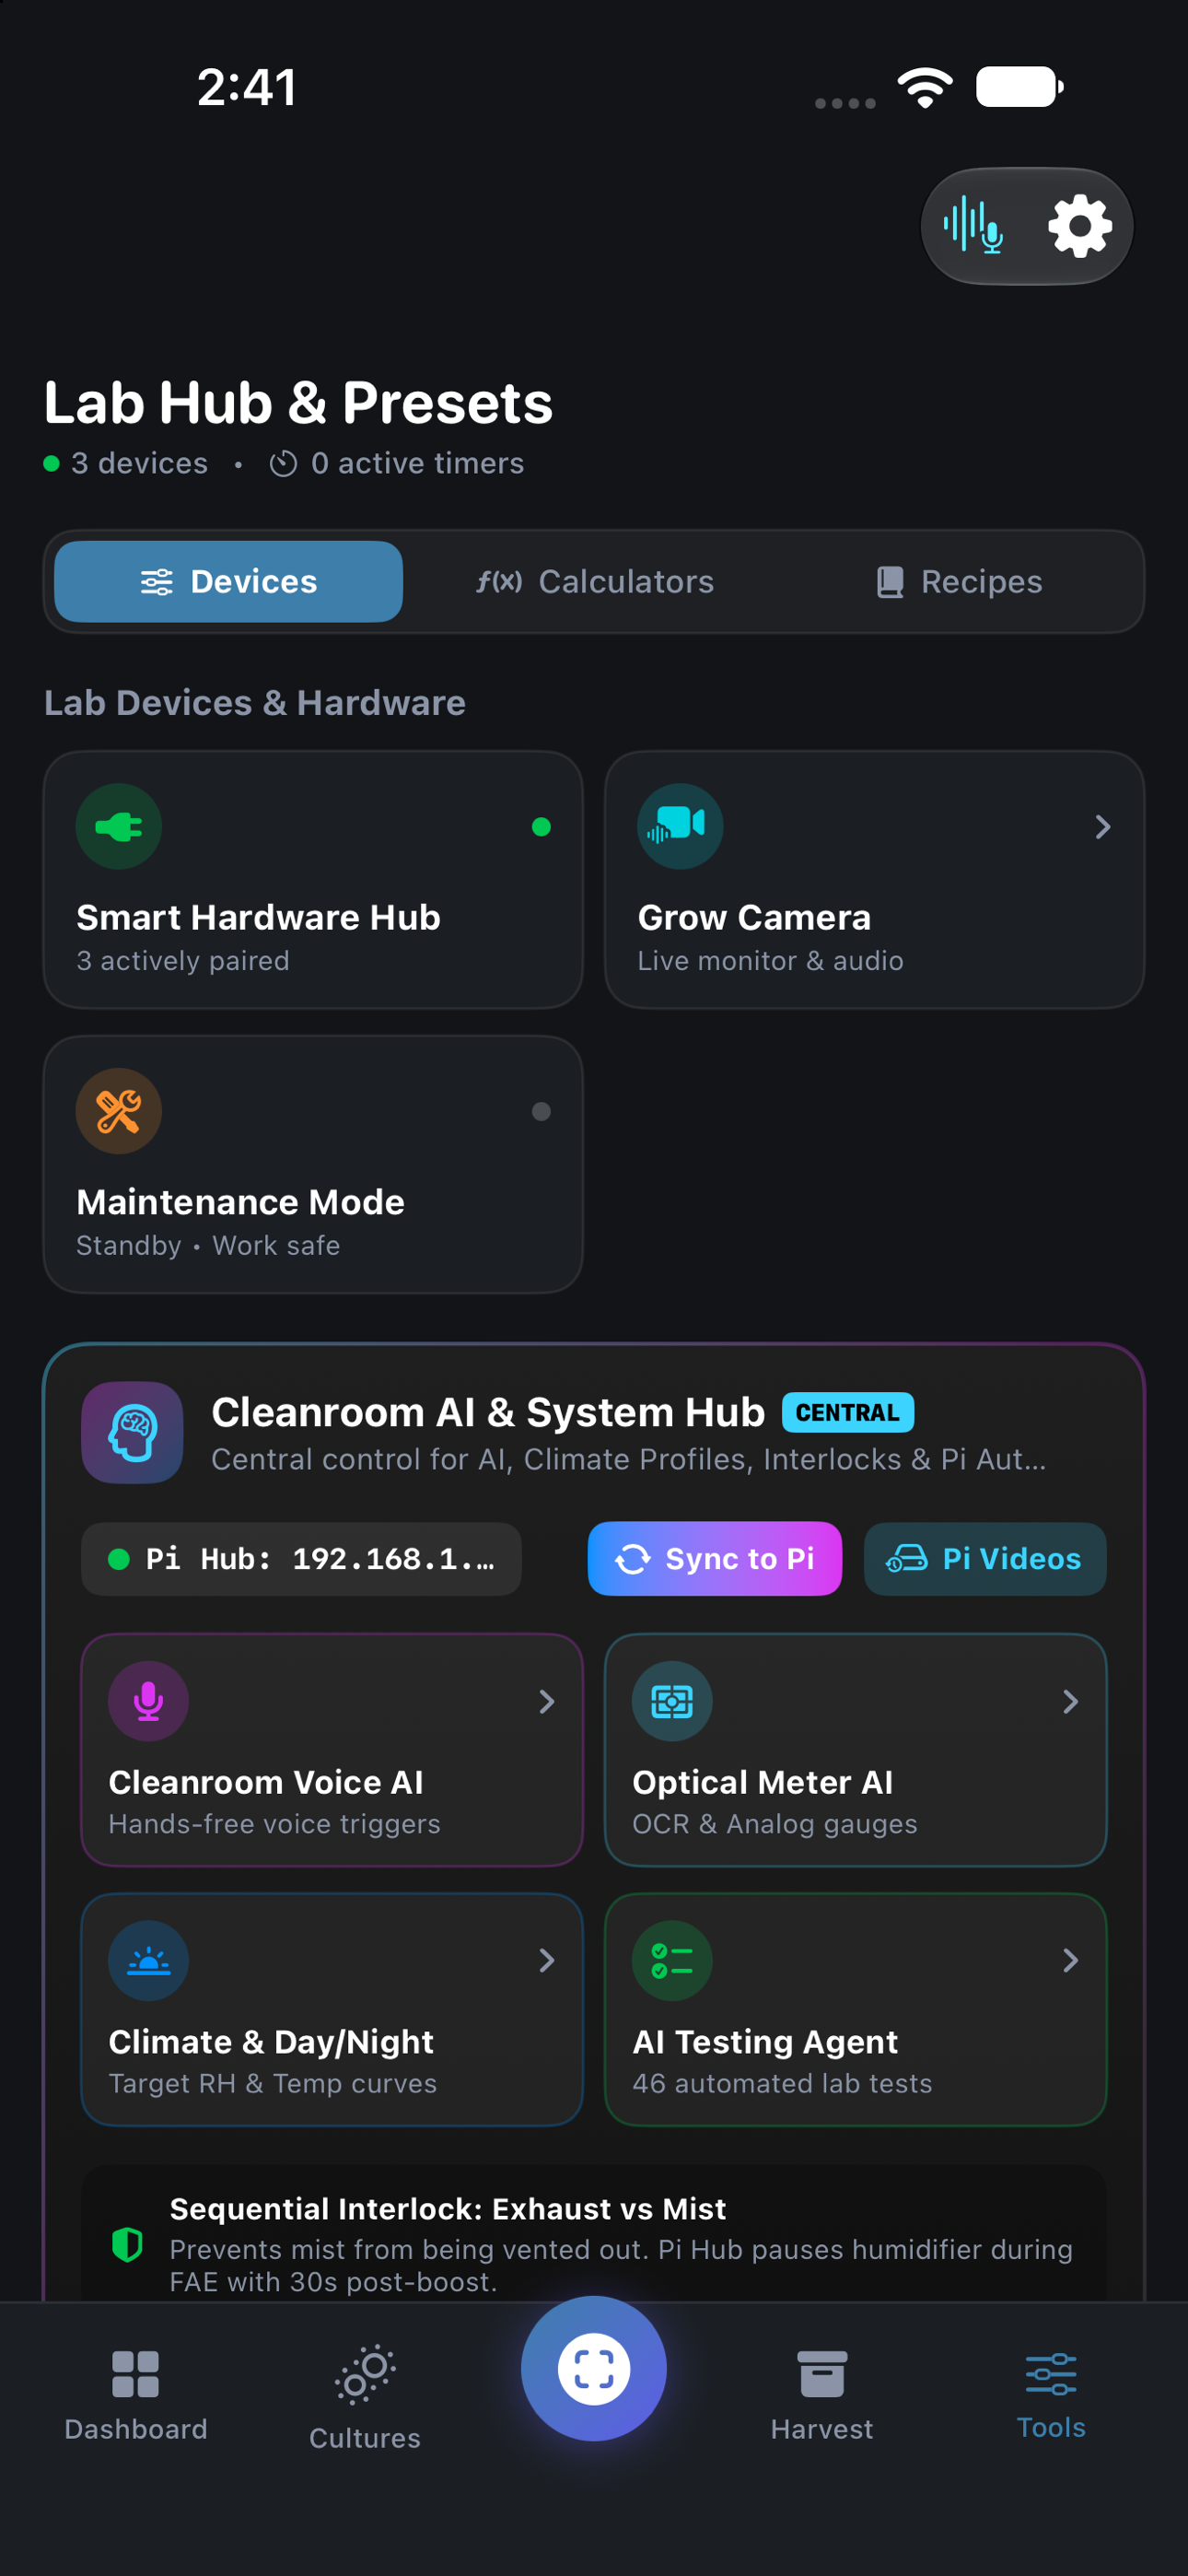 2:41
Lab Hub & Presets
3 devices • 0 active timers
Devices
f(x) Calculators
Recipes
Lab Devices & Hardware
Smart Hardware Hub
3 actively paired
Grow Camera
Live monitor & audio
Maintenance Mode
Standby • Work safe
Cleanroom AI & System Hub CENTRAL
Central control for AI, Climate Profiles, Interlocks & Pi Aut...
Pi Hub: 192.168.1....
Sync to Pi
Pi Videos
Cleanroom Voice AI
Hands-free voice triggers
Optical Meter AI
OCR & Analog gauges
Climate & Day/Night
Target RH & Temp curves
AI Testing Agent
46 automated lab tests
Sequential Interlock: Exhaust vs Mist
Prevents mist from being vented out. Pi Hub pauses humidifier during
FAE with 30s post-boost.
Dashboard
Cultures
Harvest
Tools